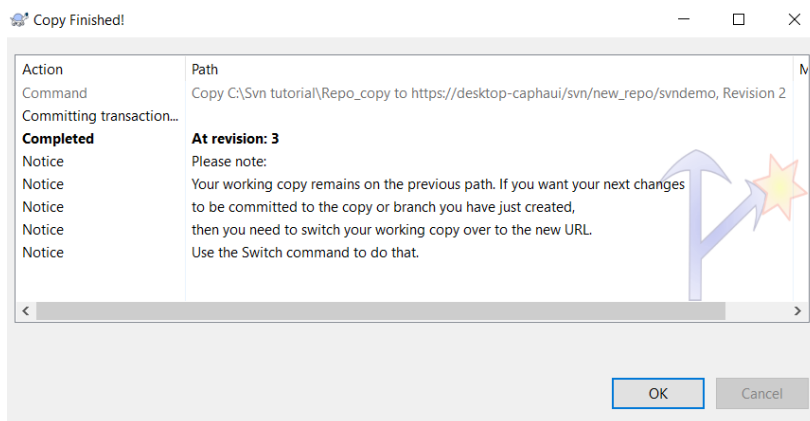 Copy Finished!
Action Path
Command Copy C:\Svn tutorial\Repo_copy to https://desktop-caphaui/svn/new_repo/svndemo, Revision 2
Committing transaction...
Completed At revision: 3
Notice Please note:
Notice Your working copy remains on the previous path. If you want your next changes
Notice to be committed to the copy or branch you have just created,
Notice then you need to switch your working copy over to the new URL.
Notice Use the Switch command to do that.
OK Cancel